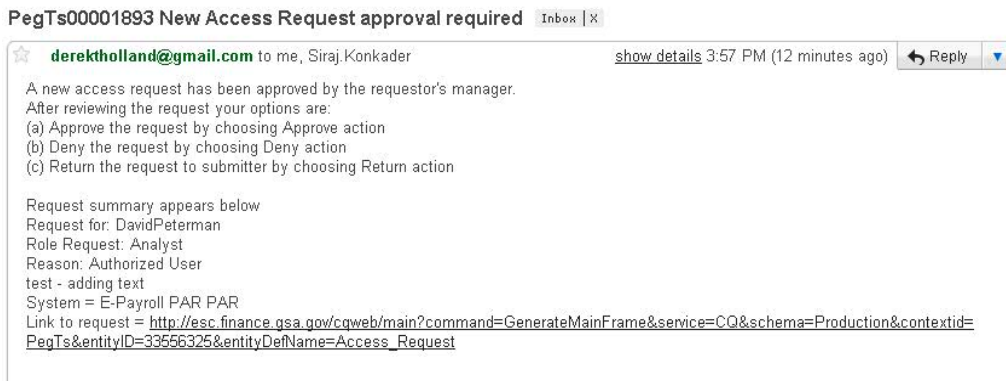 PegTs00001893 New Access Request approval required Inbox | X
derektholland@gmail.com to me, Siraj.Konkader show details 3:57 PM (12 minutes ago) Reply
A new access request has been approved by the requestor's manager.
After reviewing the request your options are:
(a) Approve the request by choosing Approve action
(b) Deny the request by choosing Deny action
(c) Return the request to submitter by choosing Return action
Request summary appears below
Request for: DavidPeterman
Role Request: Analyst
Reason: Authorized User
test - adding text
System = E-Payroll PAR PAR
Link to request = http://esc.finance.gsa.gov/cqweb/main?command=GenerateMainFrame&service=CQ&schema=Production&contextid=
PegTs&entityID=33556325&entityDefName=Access_Request